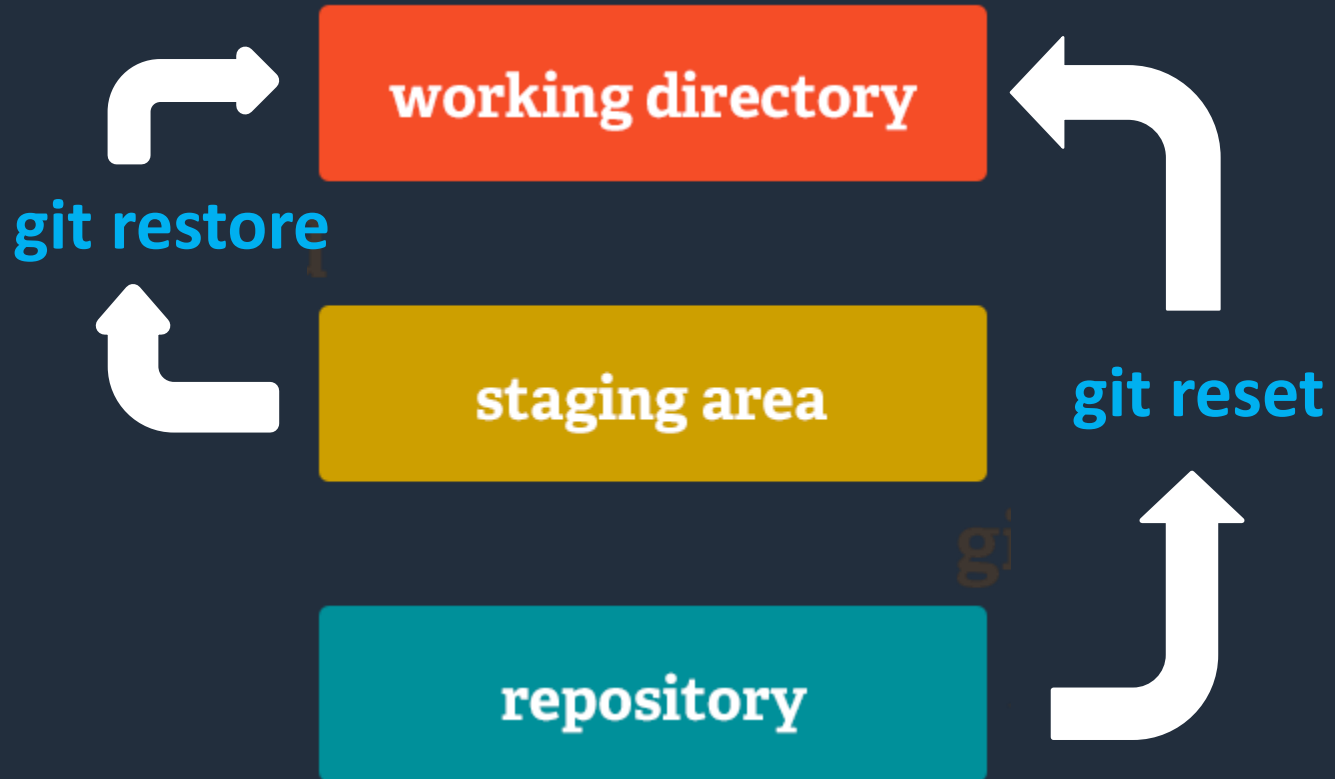 working directory
git restore
staging area
git reset
repository